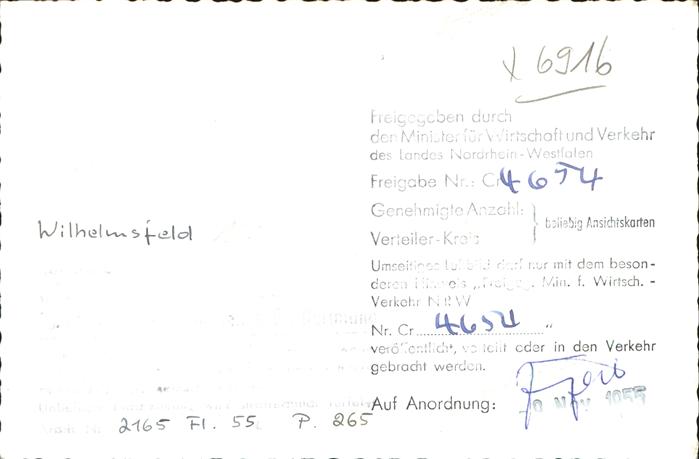 x 6916
Freigegeben durch
den Minister für Wirtschaft und Verkehr
des Landes Nordrhein-Westfalen
Freigabe Nr.: Cr 4654
Genehmigte Anzahl:
beliebig Ansichtskarten
Verteiler-Kreis
Wilhelmsfeld
Umseitiges Luftbild darf nur mit dem beson-
deren Hinweis „Freigeg. Min. f. Wirtsch. -
Verkehr NRW
Nr. Cr. 4654 "
veröffentlicht, verteilt oder in den Verkehr
gebracht werden.
Auf Anordnung:
NOV. 1955
2165 Fl. 55 P. 265